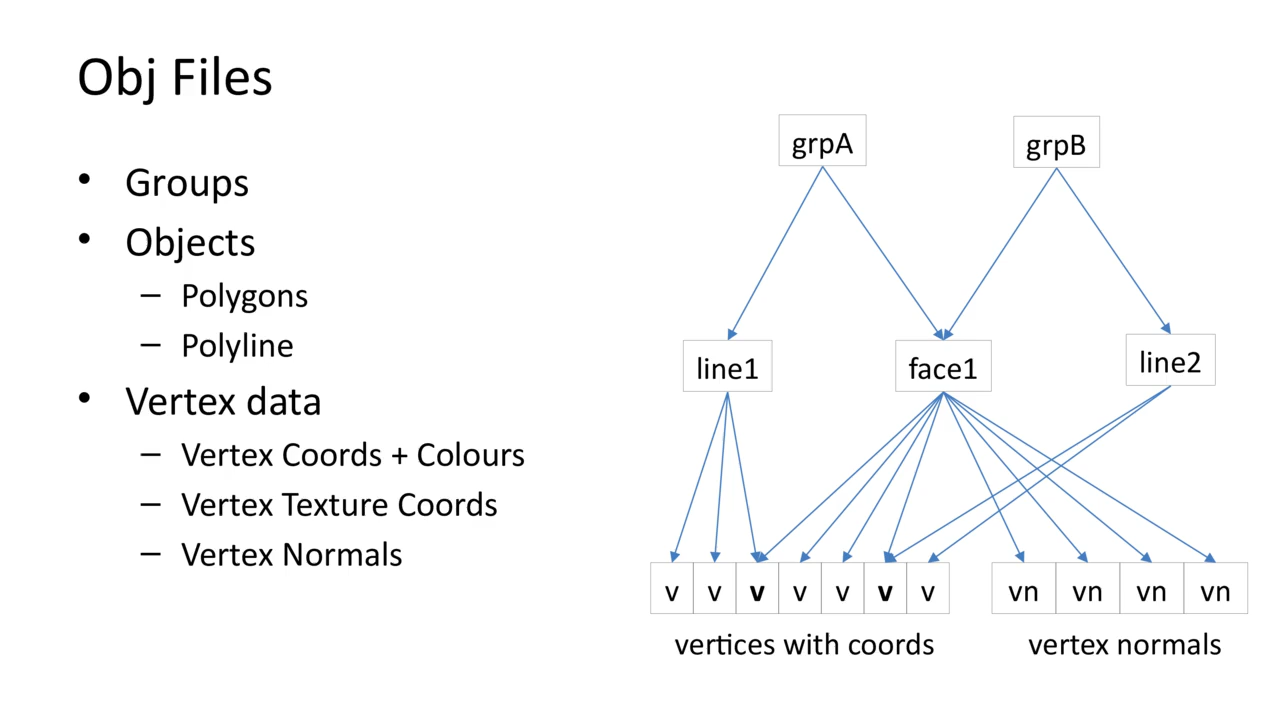 Obj Files
• Groups
• Objects
– Polygons
– Polyline
• Vertex data
– Vertex Coords + Colours
– Vertex Texture Coords
– Vertex Normals
grpA grpB
line1 face1 line2
v v v v v v v vn vn vn vn
vertices with coords vertex normals